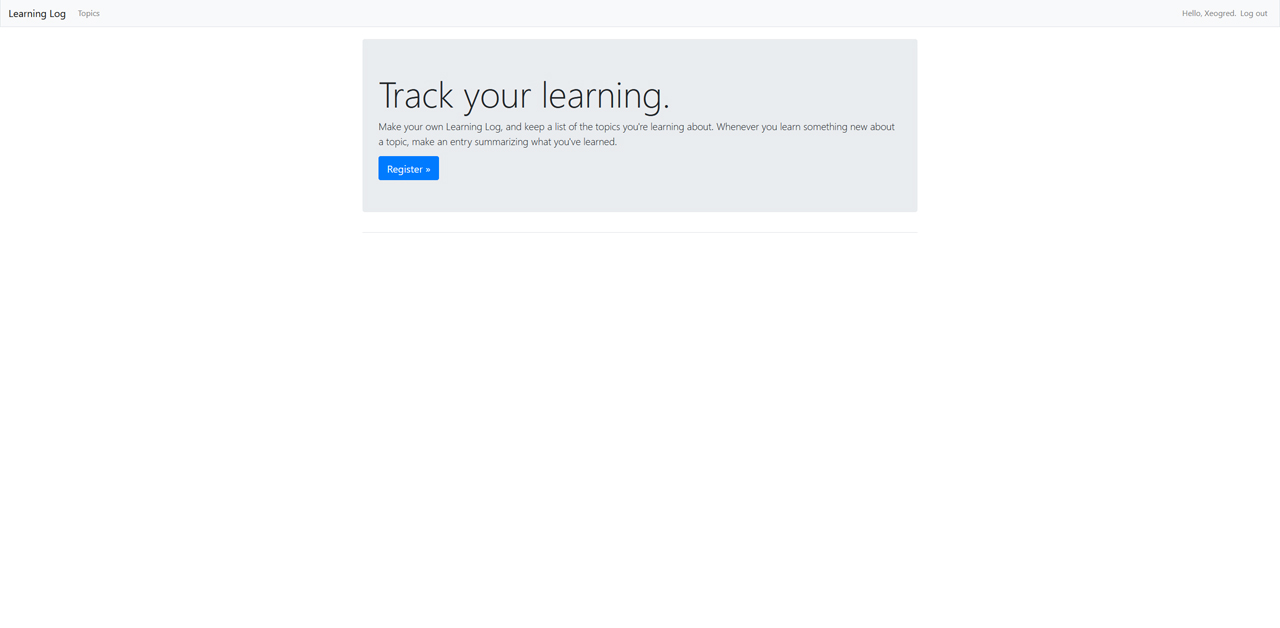 Learning Log Topics Hello, Xeogred. Log out
Track your learning.
Make your own Learning Log, and keep a list of the topics you're learning about. Whenever you learn something new about
a topic, make an entry summarizing what you've learned.
Register »